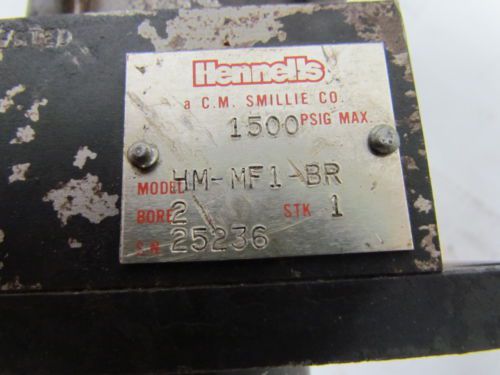 Hennells
a C.M. SMILLIE CO.
1500 PSIG MAX.
MODEL HM-MF1-BR
BORE 2 STK 1
S.N. 25236